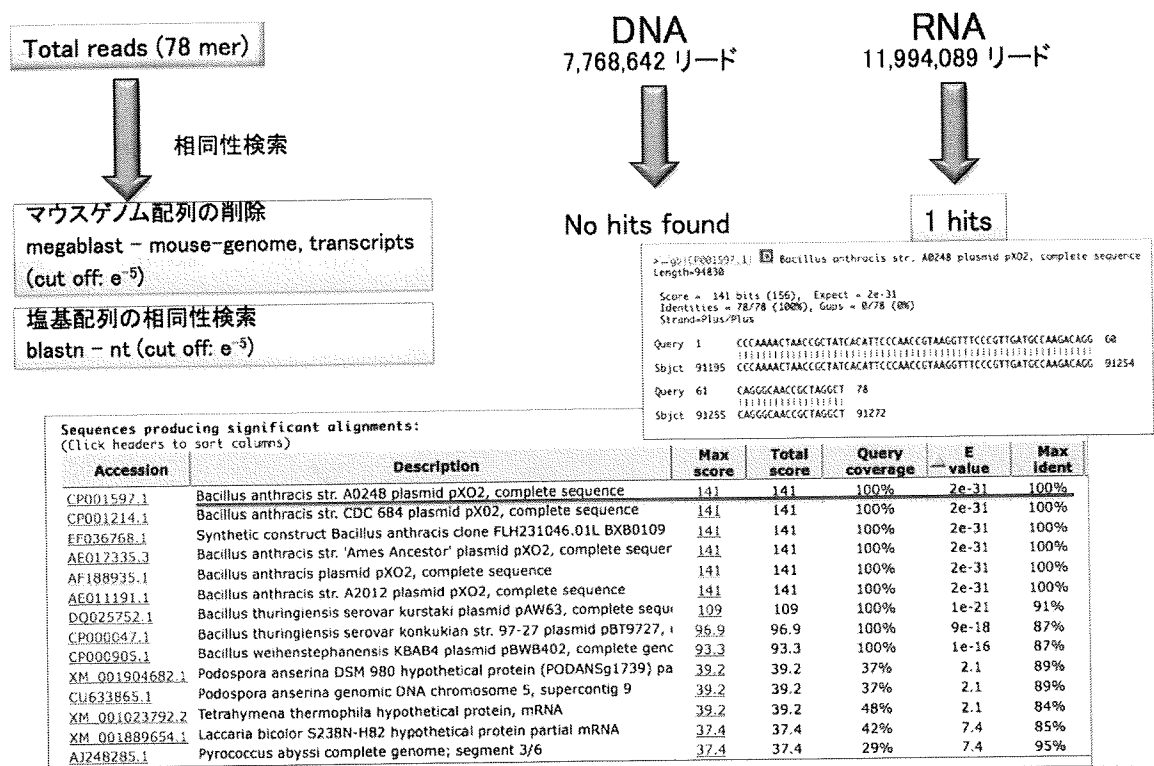 Total reads (78 mer)
相同性検索
マウスゲノム配列の削除
megablast – mouse-genome, transcripts
(cut off: e⁻⁵)
塩基配列の相同性検索
blastn – nt (cut off: e⁻⁵)
DNA
7,768,642 リード
No hits found
RNA
11,994,089 リード
1 hits
>gb|CP001597.1| Bacillus anthracis str. A0248 plasmid pXO2, complete sequence
Length=94830
Score = 141 bits (156), Expect = 2e-31
Identities = 78/78 (100%), Gaps = 0/78 (0%)
Strand=Plus/Plus
Query 1 CCCAAAACTAACCGCTATCACATTCCCAACCGTAAGGTTTCCCGTTGATGCCAAGACAGG 60
Sbjct 91195 CCCAAAACTAACCGCTATCACATTCCCAACCGTAAGGTTTCCCGTTGATGCCAAGACAGG 91254
Query 61 CAGGGCAACCGCTAGGCT 78
Sbjct 91255 CAGGGCAACCGCTAGGCT 91272
Sequences producing significant alignments:
(Click headers to sort columns)
Accession Description Max score Total score Query coverage E value Max ident
CP001597.1 Bacillus anthracis str. A0248 plasmid pXO2, complete sequence 141 141 100% 2e-31 100%
CP001214.1 Bacillus anthracis str. CDC 684 plasmid pX02, complete sequence 141 141 100% 2e-31 100%
EF036768.1 Synthetic construct Bacillus anthracis clone FLH231046.01L BXB0109 141 141 100% 2e-31 100%
AE017335.3 Bacillus anthracis str. 'Ames Ancestor' plasmid pXO2, complete sequer 141 141 100% 2e-31 100%
AF188935.1 Bacillus anthracis plasmid pXO2, complete sequence 141 141 100% 2e-31 100%
AE011191.1 Bacillus anthracis str. A2012 plasmid pXO2, complete sequence 141 141 100% 2e-31 100%
DQ025752.1 Bacillus thuringiensis serovar kurstaki plasmid pAW63, complete sequ 109 109 100% 1e-21 91%
CP000047.1 Bacillus thuringiensis serovar konkukian str. 97-27 plasmid pBT9727, 96.9 96.9 100% 9e-18 87%
CP000905.1 Bacillus weihenstephanensis KBAB4 plasmid pBWB402, complete genc 93.3 93.3 100% 1e-16 87%
XM_001904682.1 Podospora anserina DSM 980 hypothetical protein (PODANSg1739) pa 39.2 39.2 37% 2.1 89%
CU633865.1 Podospora anserina genomic DNA chromosome 5, supercontig 9 39.2 39.2 37% 2.1 89%
XM_001023792.2 Tetrahymena thermophila hypothetical protein, mRNA 39.2 39.2 48% 2.1 84%
XM_001889654.1 Laccaria bicolor S238N-H82 hypothetical protein partial mRNA 37.4 37.4 42% 7.4 85%
AJ248285.1 Pyrococcus abyssi complete genome; segment 3/6 37.4 37.4 29% 7.4 95%